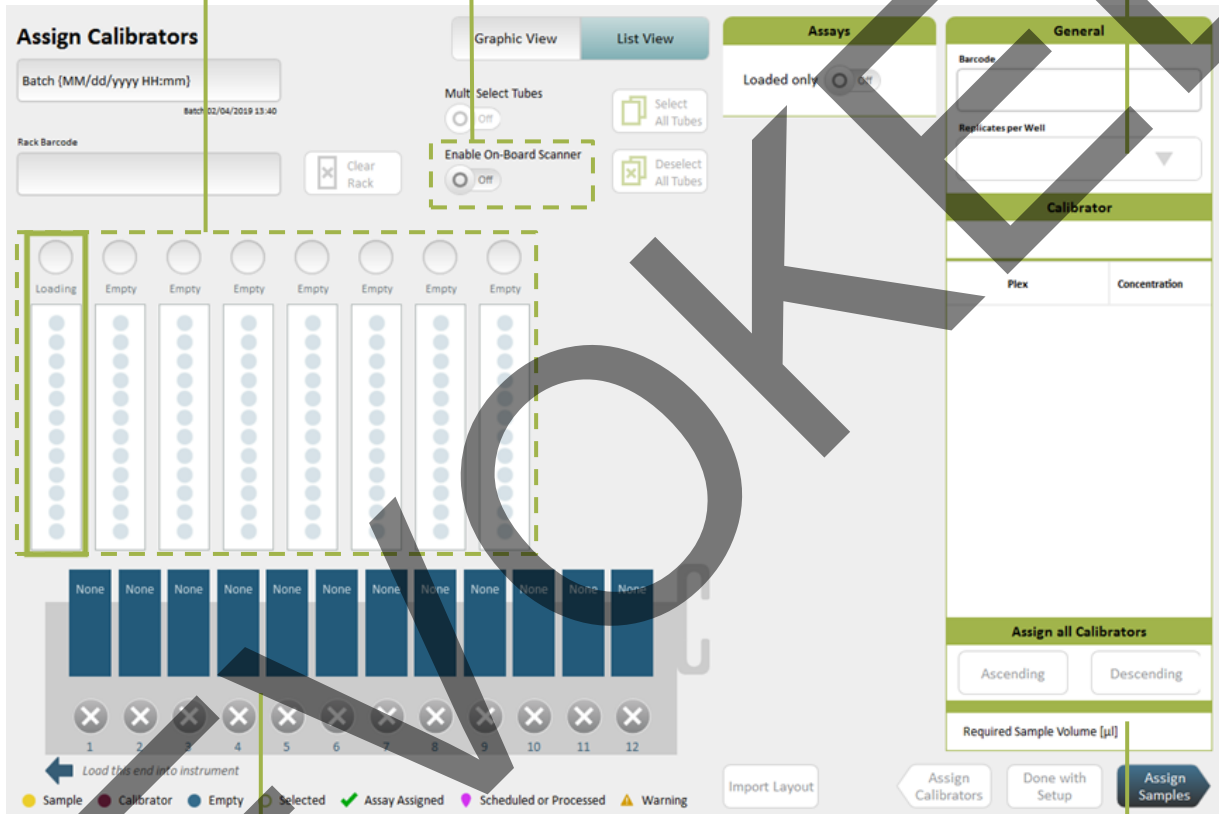 Assign Calibrators
Graphic View
List View
Batch {MM/dd/yyyy HH:mm}
Batch 02/04/2019 13:40
Rack Barcode
Clear
Rack
Multi Select Tubes
Off
Enable On-Board Scanner
Off
Select
All Tubes
Deselect
All Tubes
Assays
Loaded only
Off
General
Barcode
Replicates per Well
Calibrator
Plex
Concentration
Loading Empty Empty Empty Empty Empty Empty Empty
None None None None None None None None None None None None
1 2 3 4 5 6 7 8 9 10 11 12
Load this end into instrument
Sample Calibrator Empty Selected Assay Assigned Scheduled or Processed Warning
Assign all Calibrators
Ascending
Descending
Required Sample Volume [µl]
Import Layout
Assign
Calibrators
Done with
Setup
Assign
Samples